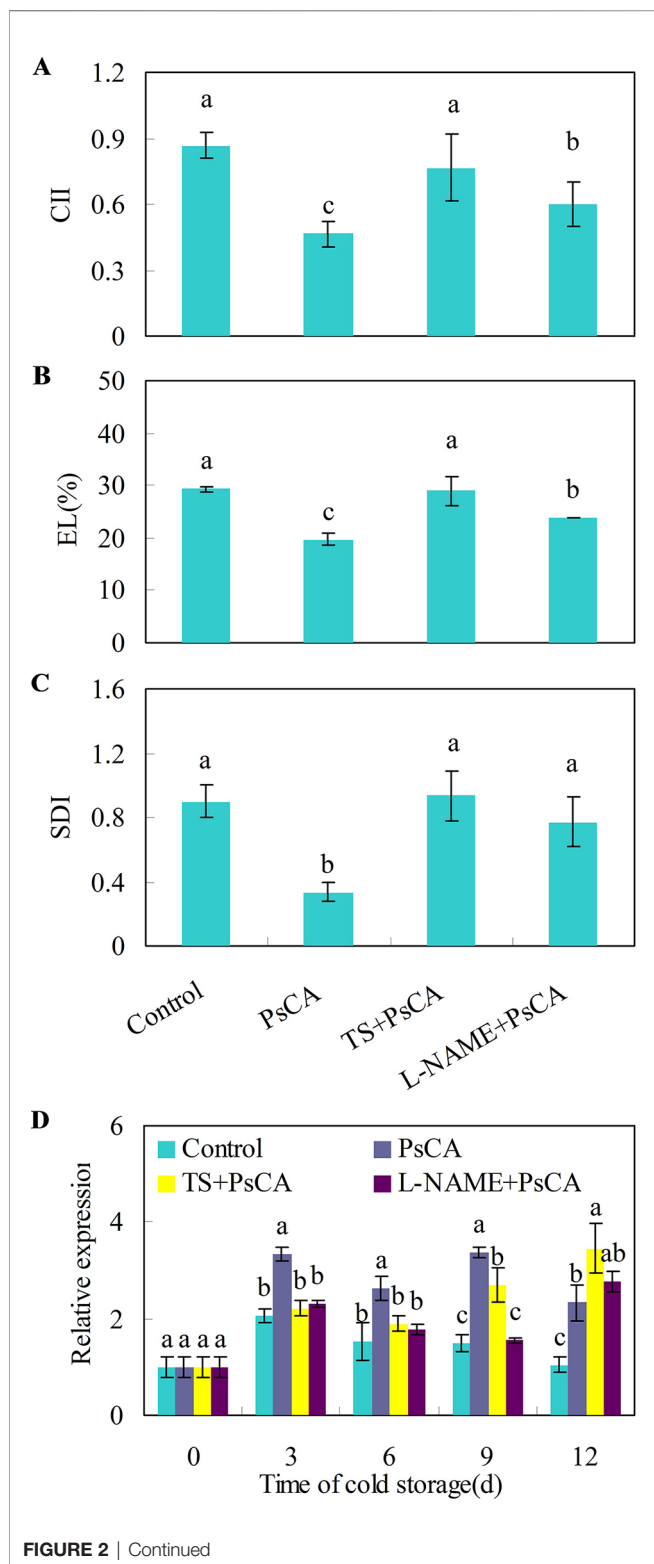 A
1.2
0.9
0.6
0.3
0
CII
a
c
a
b
B
50
40
30
20
10
0
EL(%)
a
c
a
b
C
1.6
1.2
0.8
0.4
0
SDI
a
b
a
a
Control
PsCA
TS+PsCA
L-NAME+PsCA
D
6
4
2
0
Relative expression
Control
PsCA
TS+PsCA
L-NAME+PsCA
a a a a
b a b b
b a b b
c a b c
c b a ab
0 3 6 9 12
Time of cold storage(d)
FIGURE 2 | Continued